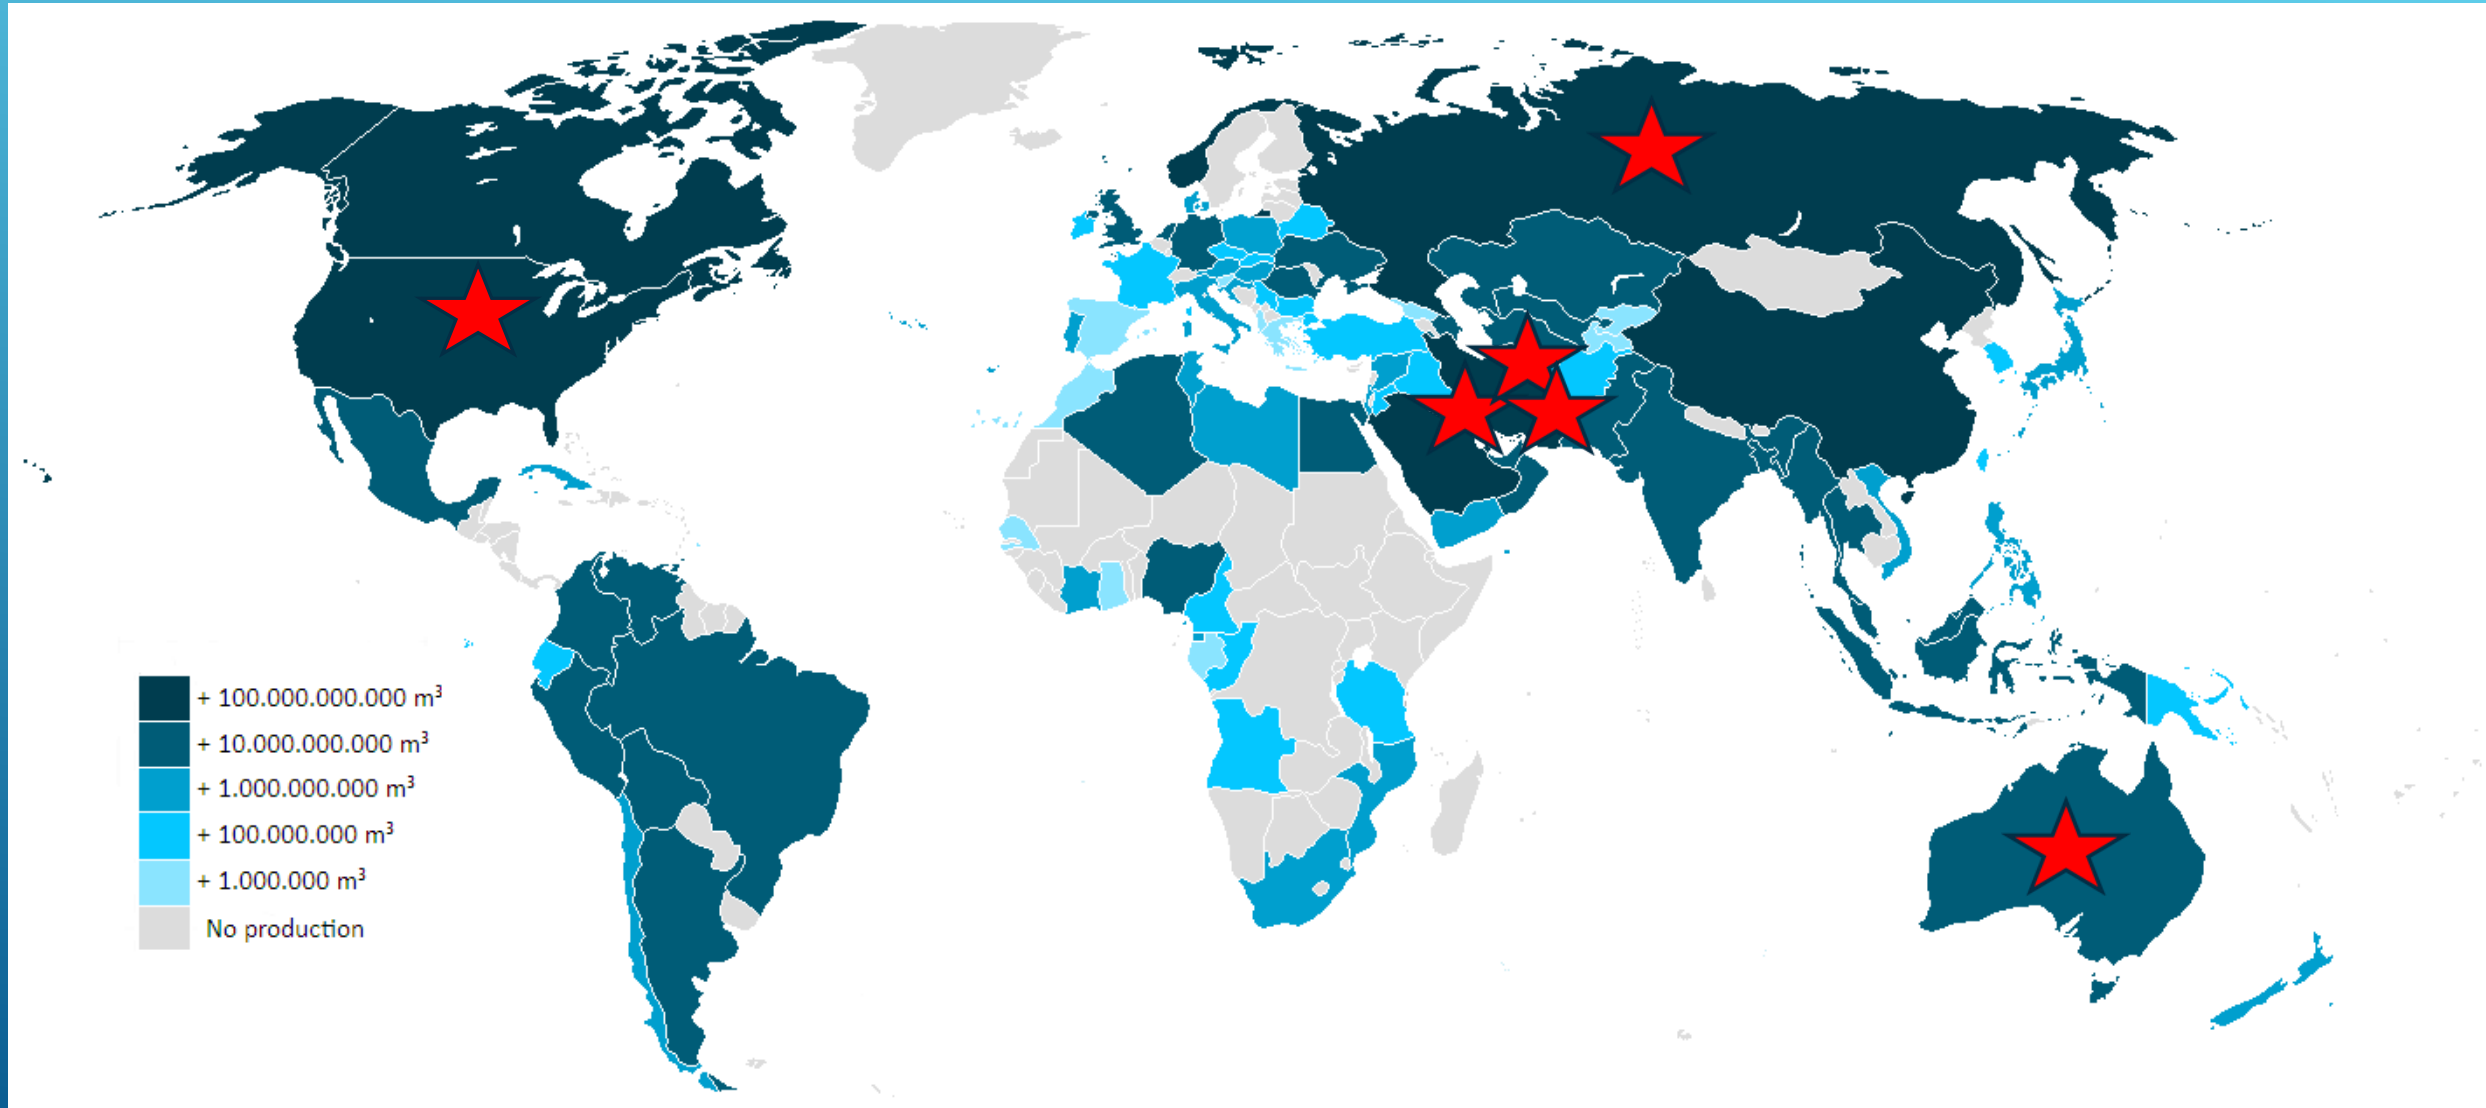 + 100.000.000.000 m³
+ 10.000.000.000 m³
+ 1.000.000.000 m³
+ 100.000.000 m³
+ 1.000.000 m³
No production